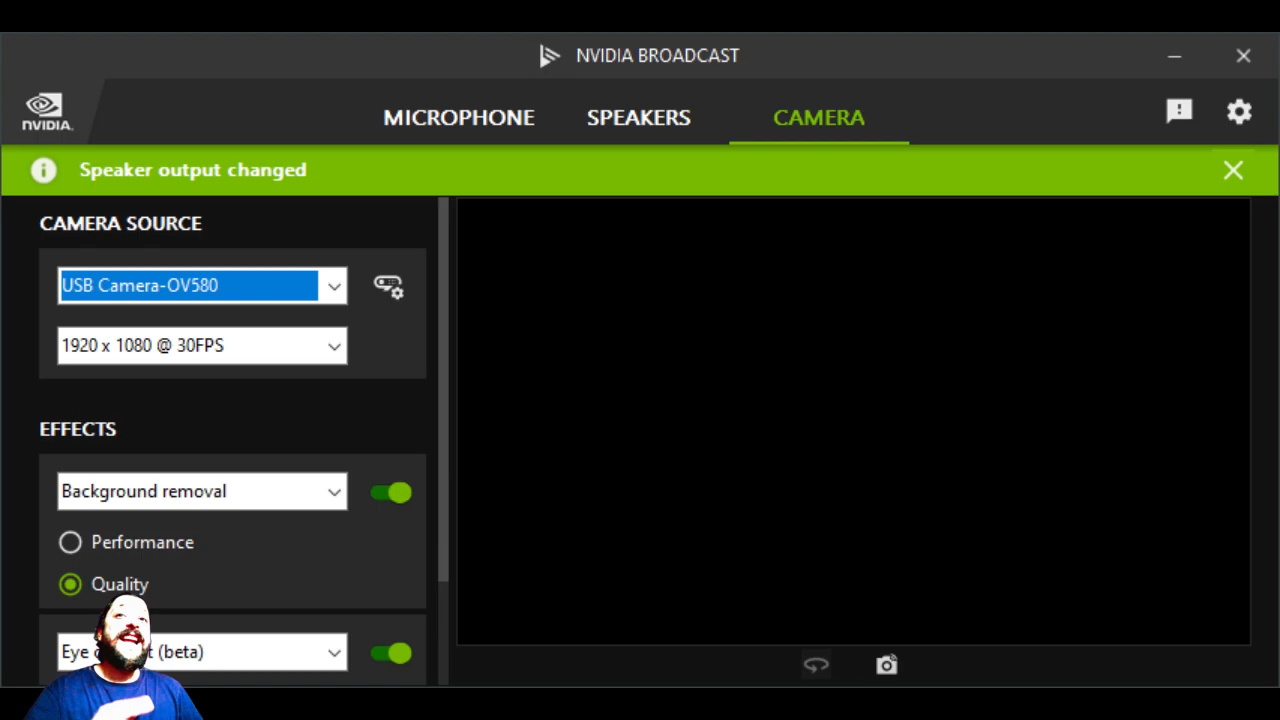 NVIDIA BROADCAST
NVIDIA.
MICROPHONE
SPEAKERS
CAMERA
Speaker output changed
CAMERA SOURCE
USB Camera-OV580
1920 x 1080 @ 30FPS
EFFECTS
Background removal
Performance
Quality
Eye (beta)